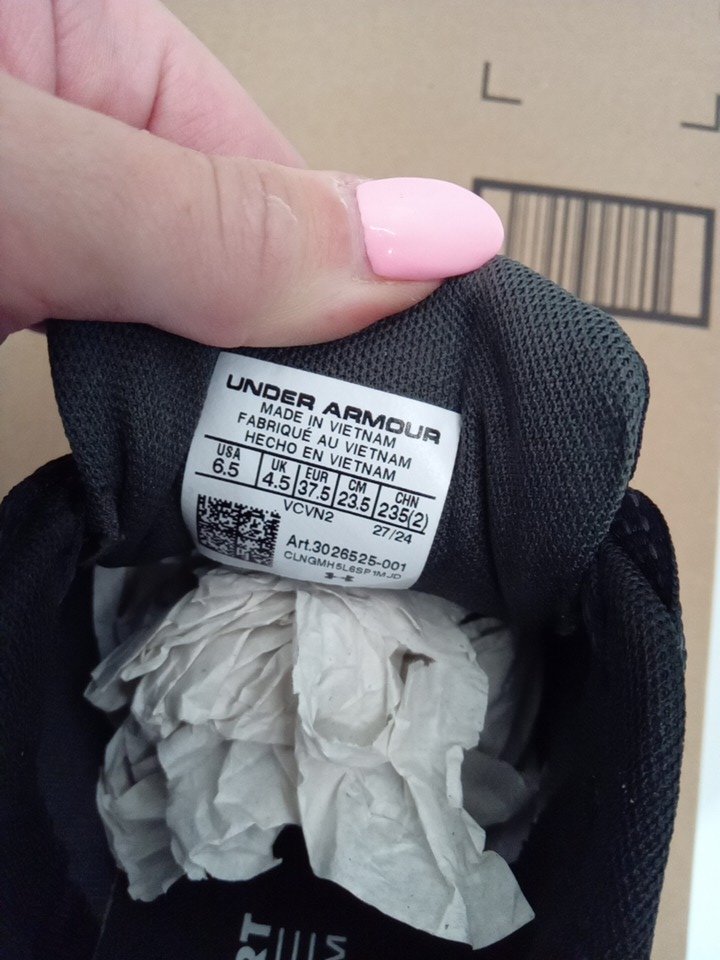 UNDER ARMOUR
MADE IN VIETNAM
FABRIQUÉ AU VIETNAM
HECHO EN VIETNAM
USA UK EUR CM CHN
6.5 4.5 37.5 23.5 235(2)
VCVN2 27/24
Art.3026525-001
RT
M